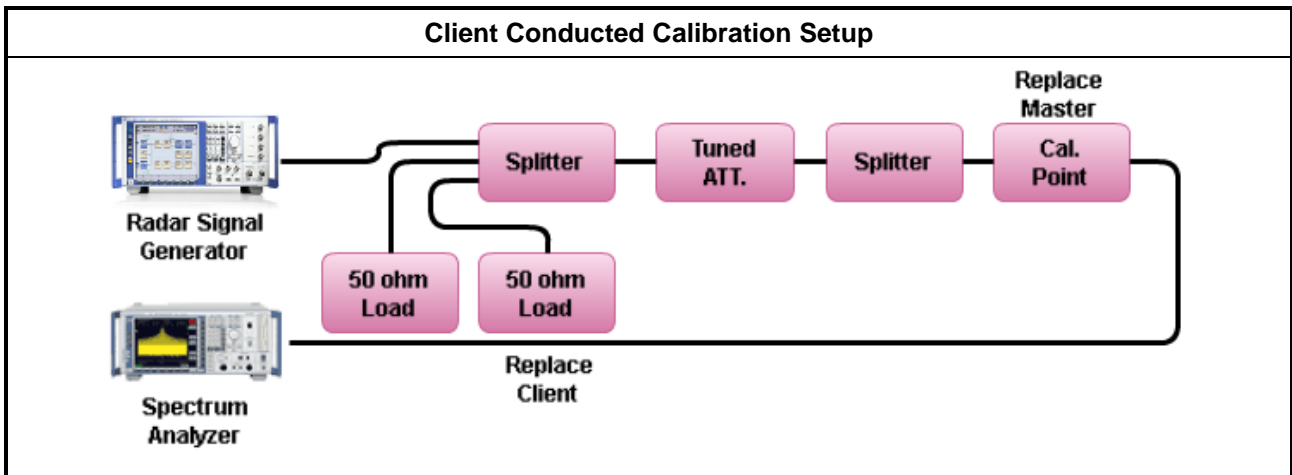 Client Conducted Calibration Setup
Replace
Master
Splitter
Tuned
ATT.
Splitter
Cal.
Point
Radar Signal
Generator
50 ohm
Load
50 ohm
Load
Replace
Client
Spectrum
Analyzer